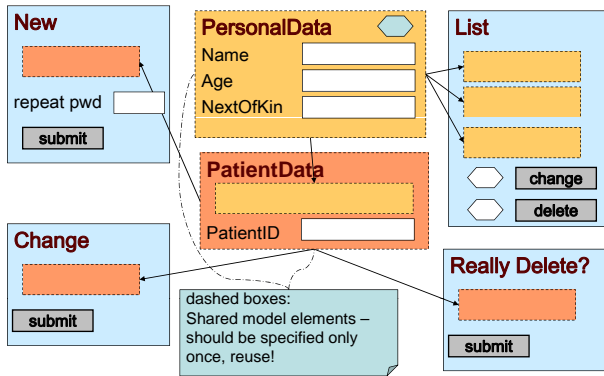 New
repeat pwd
submit
PersonalData
Name
Age
NextOfKin
List
change
delete
PatientData
PatientID
Change
submit
dashed boxes:
Shared model elements –
should be specified only
once, reuse!
Really Delete?
submit